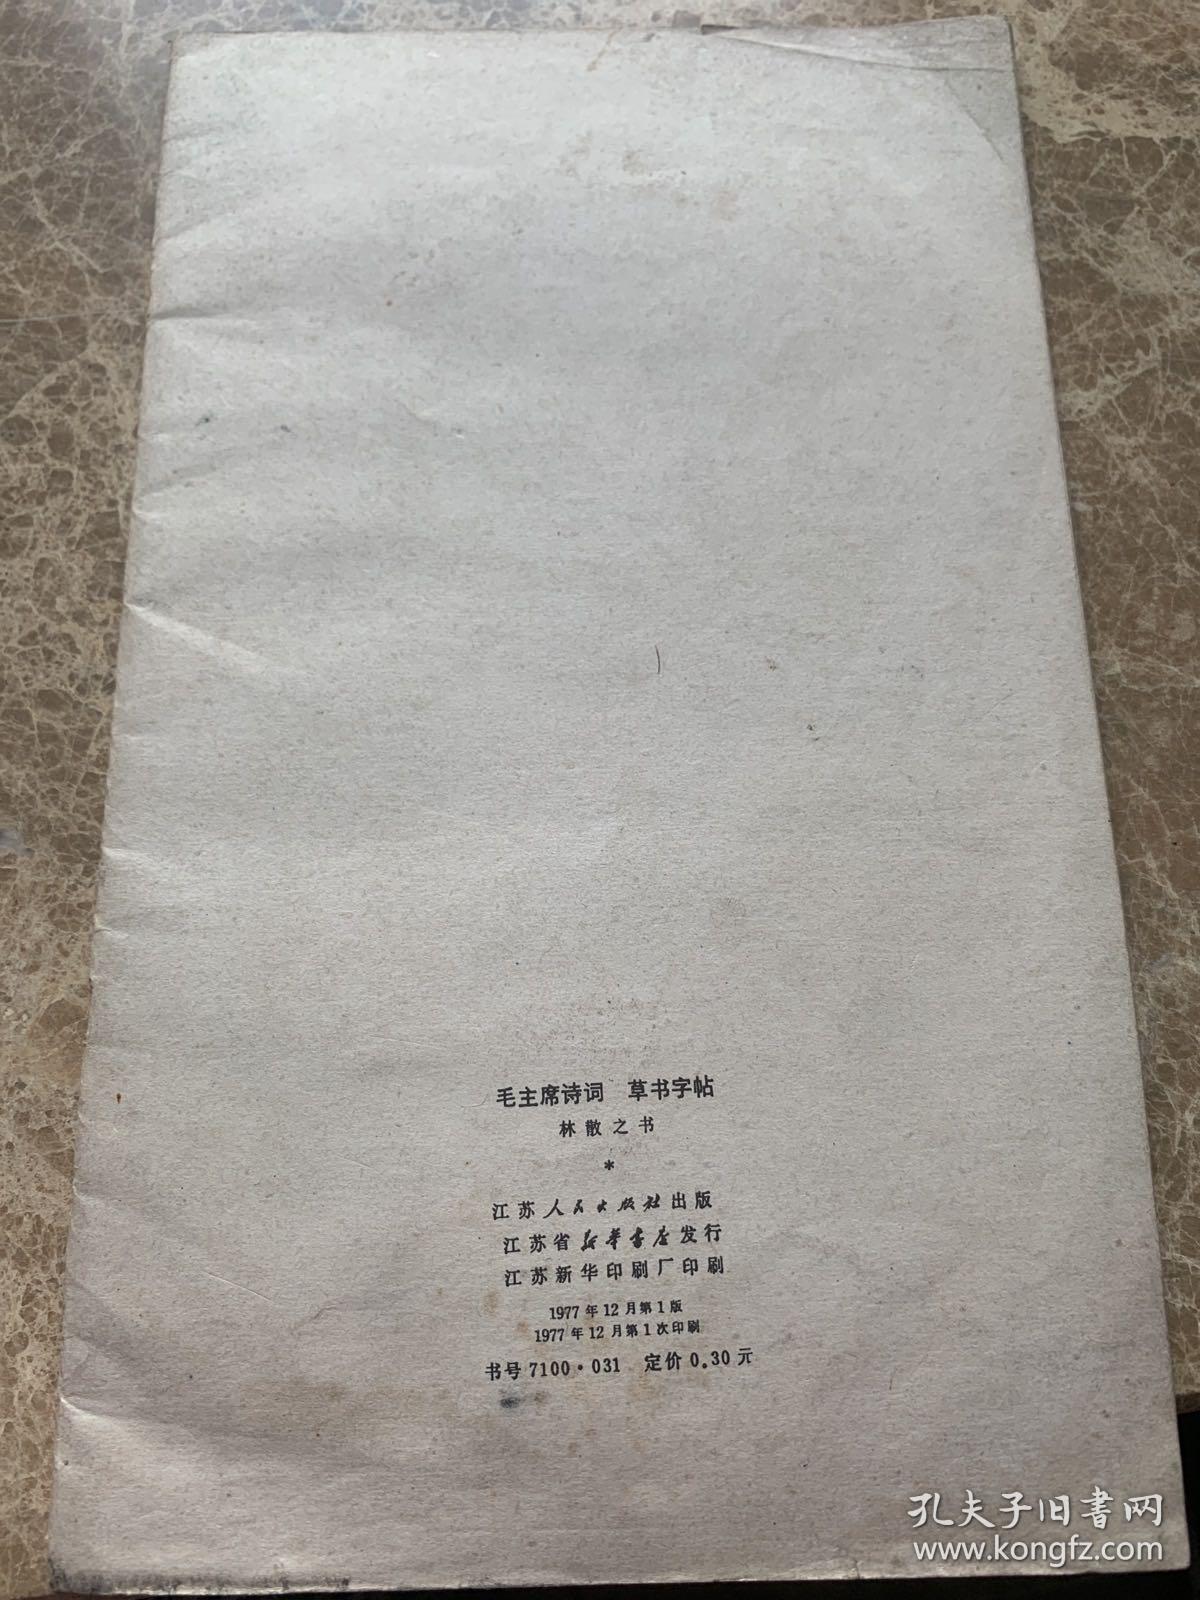 毛主席诗词 草书字帖
林散之书
*
江苏人民出版社出版
江苏省新华书店发行
江苏新华印刷厂印刷
1977年12月第1版
1977年12月第1次印刷
书号7100·031 定价0.30元
孔夫子旧書网
www.kongfz.com